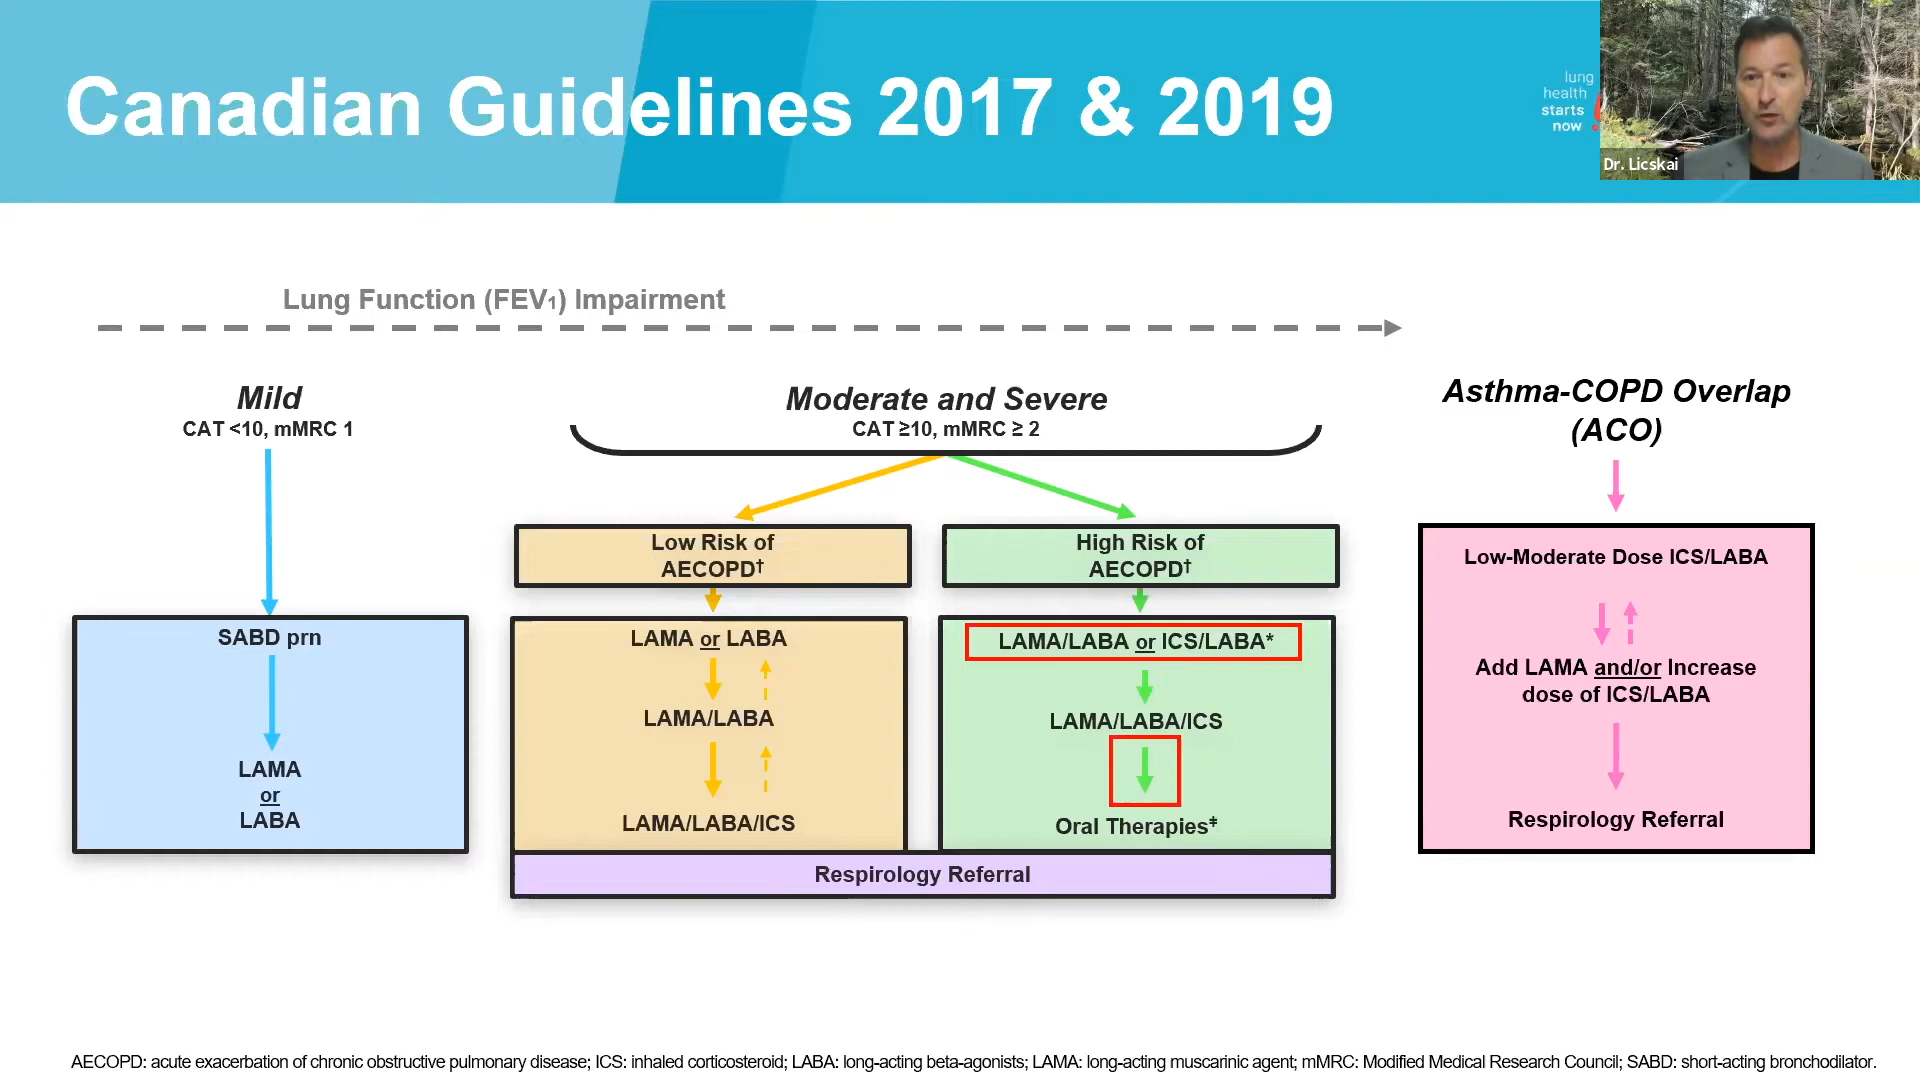 Canadian Guidelines 2017 & 2019
lung
health
starts
now
Dr. Licskai
Lung Function (FEV₁) Impairment
Mild
CAT <10, mMRC 1
Moderate and Severe
CAT ≥10, mMRC ≥ 2
Asthma-COPD Overlap
(ACO)
SABD prn
LAMA
or
LABA
Low Risk of
AECOPD†
LAMA or LABA
LAMA/LABA
LAMA/LABA/ICS
High Risk of
AECOPD†
LAMA/LABA or ICS/LABA*
LAMA/LABA/ICS
Oral Therapies‡
Respirology Referral
Low-Moderate Dose ICS/LABA
Add LAMA and/or Increase
dose of ICS/LABA
Respirology Referral
AECOPD: acute exacerbation of chronic obstructive pulmonary disease; ICS: inhaled corticosteroid; LABA: long-acting beta-agonists; LAMA: long-acting muscarinic agent; mMRC: Modified Medical Research Council; SABD: short-acting bronchodilator.